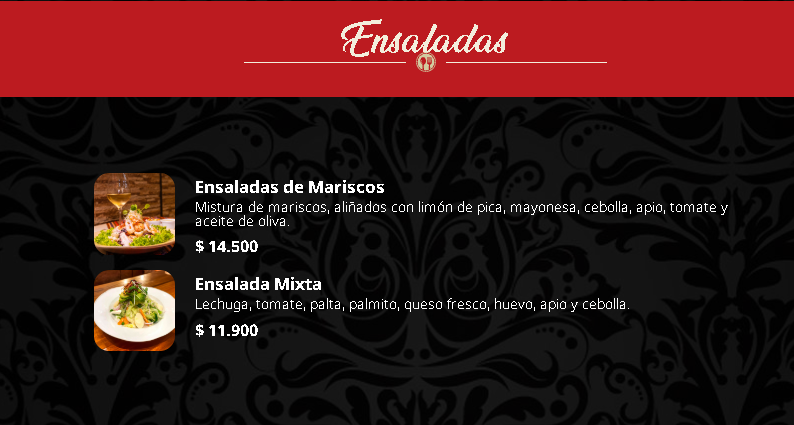 Ensaladas
Ensaladas de Mariscos
Mistura de mariscos, aliñados con limón de pica, mayonesa, cebolla, apio, tomate y
aceite de oliva.
$ 14.500
Ensalada Mixta
Lechuga, tomate, palta, palmito, queso fresco, huevo, apio y cebolla.
$ 11.900